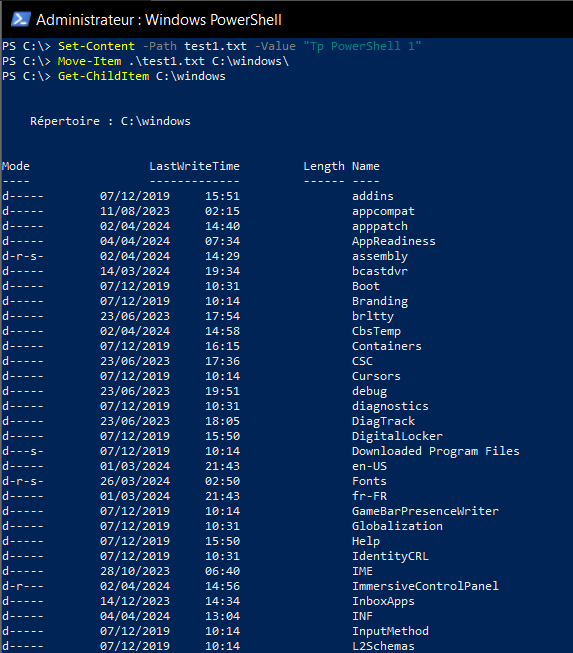 Administrateur : Windows PowerShell
PS C:\> Set-Content -Path test1.txt -Value "Tp PowerShell 1"
PS C:\> Move-Item .\test1.txt C:\windows\
PS C:\> Get-ChildItem C:\windows
Répertoire : C:\windows
Mode LastWriteTime Length Name
---- ------------- ------ ----
d----- 07/12/2019 15:51 addins
d----- 11/08/2023 02:15 appcompat
d----- 02/04/2024 14:40 apppatch
d----- 04/04/2024 07:34 AppReadiness
d-r-s- 02/04/2024 14:29 assembly
d----- 14/03/2024 19:34 bcastdvr
d----- 07/12/2019 10:31 Boot
d----- 07/12/2019 10:14 Branding
d----- 23/06/2023 17:54 brltty
d----- 02/04/2024 14:58 CbsTemp
d----- 07/12/2019 16:15 Containers
d----- 23/06/2023 17:36 CSC
d----- 07/12/2019 10:14 Cursors
d----- 23/06/2023 19:51 debug
d----- 07/12/2019 10:31 diagnostics
d----- 23/06/2023 18:05 DiagTrack
d----- 07/12/2019 15:50 DigitalLocker
d---s- 07/12/2019 10:14 Downloaded Program Files
d----- 01/03/2024 21:43 en-US
d-r-s- 26/03/2024 02:50 Fonts
d----- 01/03/2024 21:43 fr-FR
d----- 07/12/2019 10:14 GameBarPresenceWriter
d----- 07/12/2019 10:31 Globalization
d----- 07/12/2019 15:50 Help
d----- 07/12/2019 10:31 IdentityCRL
d----- 28/10/2023 06:40 IME
d-r--- 02/04/2024 14:56 ImmersiveControlPanel
d----- 14/12/2023 14:34 InboxApps
d----- 04/04/2024 13:04 INF
d----- 07/12/2019 10:14 InputMethod
d----- 07/12/2019 10:14 L2Schemas